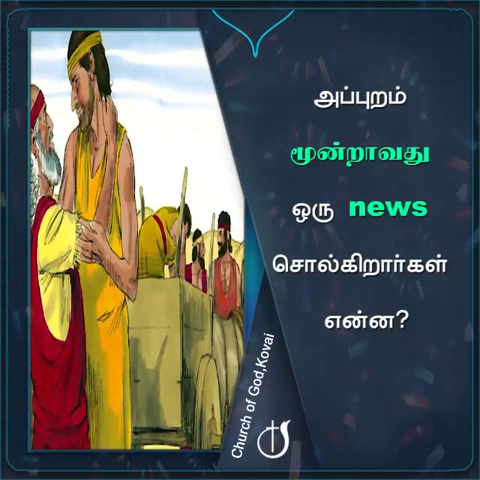 அப்புறம்
மூன்றாவது
ஒரு news
சொல்கிறார்கள்
என்ன?
Church of God,Kovai